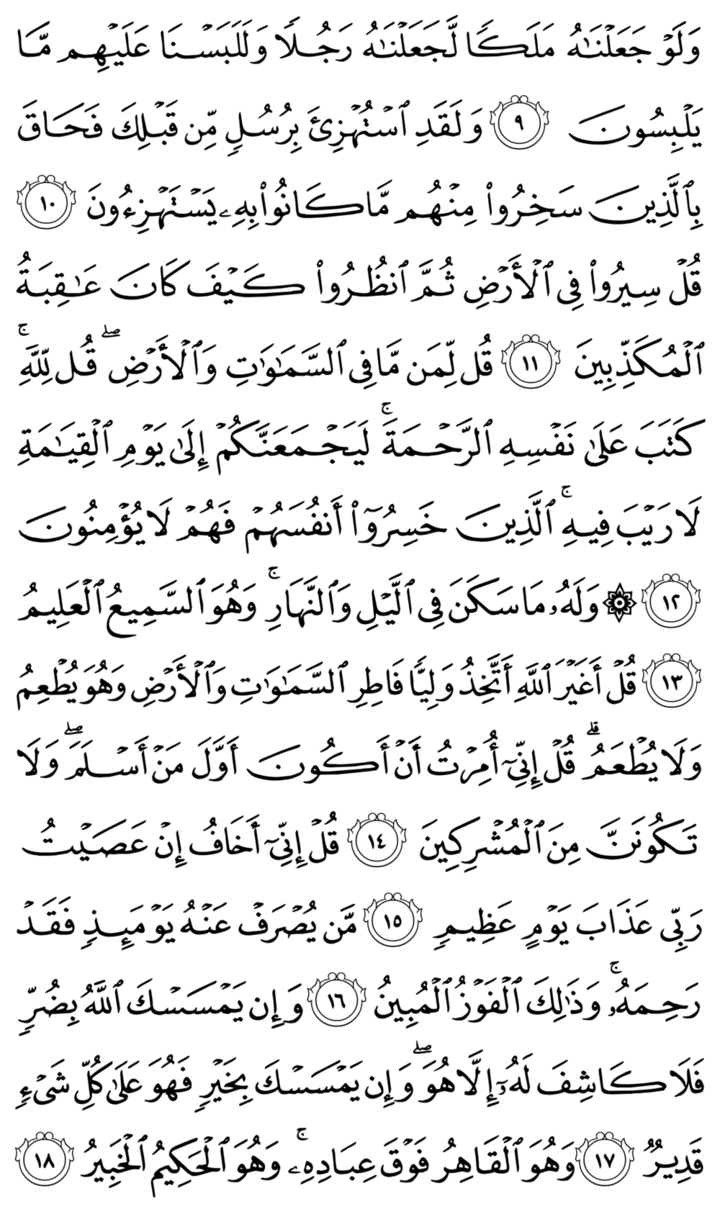 وَلَوۡ جَعَلۡنَٰهُ مَلَكٗا لَّجَعَلۡنَٰهُ رَجُلٗا وَلَلَبَسۡنَا عَلَيۡهِم مَّا
يَلۡبِسُونَ ٩ وَلَقَدِ ٱسۡتُهۡزِئَ بِرُسُلٖ مِّن قَبۡلِكَ فَحَاقَ
بِٱلَّذِينَ سَخِرُواْ مِنۡهُم مَّا كَانُواْ بِهِۦ يَسۡتَهۡزِءُونَ ١٠
قُلۡ سِيرُواْ فِي ٱلۡأَرۡضِ ثُمَّ ٱنظُرُواْ كَيۡفَ كَانَ عَٰقِبَةُ
ٱلۡمُكَذِّبِينَ ١١ قُل لِّمَن مَّا فِي ٱلسَّمَٰوَٰتِ وَٱلۡأَرۡضِۖ قُل لِّلَّهِۚ
كَتَبَ عَلَىٰ نَفۡسِهِ ٱلرَّحۡمَةَۚ لَيَجۡمَعَنَّكُمۡ إِلَىٰ يَوۡمِ ٱلۡقِيَٰمَةِ
لَا رَيۡبَ فِيهِۚ ٱلَّذِينَ خَسِرُوٓاْ أَنفُسَهُمۡ فَهُمۡ لَا يُؤۡمِنُونَ
١٢ ۞ وَلَهُۥ مَا سَكَنَ فِي ٱلَّيۡلِ وَٱلنَّهَارِۚ وَهُوَ ٱلسَّمِيعُ ٱلۡعَلِيمُ
١٣ قُلۡ أَغَيۡرَ ٱللَّهِ أَتَّخِذُ وَلِيّٗا فَاطِرِ ٱلسَّمَٰوَٰتِ وَٱلۡأَرۡضِ وَهُوَ يُطۡعِمُ
وَلَا يُطۡعَمُۗ قُلۡ إِنِّيٓ أُمِرۡتُ أَنۡ أَكُونَ أَوَّلَ مَنۡ أَسۡلَمَۖ وَلَا
تَكُونَنَّ مِنَ ٱلۡمُشۡرِكِينَ ١٤ قُلۡ إِنِّيٓ أَخَافُ إِنۡ عَصَيۡتُ
رَبِّي عَذَابَ يَوۡمٍ عَظِيمٖ ١٥ مَّن يُصۡرَفۡ عَنۡهُ يَوۡمَئِذٖ فَقَدۡ
رَحِمَهُۥۚ وَذَٰلِكَ ٱلۡفَوۡزُ ٱلۡمُبِينُ ١٦ وَإِن يَمۡسَسۡكَ ٱللَّهُ بِضُرّٖ
فَلَا كَاشِفَ لَهُۥٓ إِلَّا هُوَۖ وَإِن يَمۡسَسۡكَ بِخَيۡرٖ فَهُوَ عَلَىٰ كُلِّ شَيۡءٖ
قَدِيرٞ ١٧ وَهُوَ ٱلۡقَاهِرُ فَوۡقَ عِبَادِهِۦۚ وَهُوَ ٱلۡحَكِيمُ ٱلۡخَبِيرُ ١٨